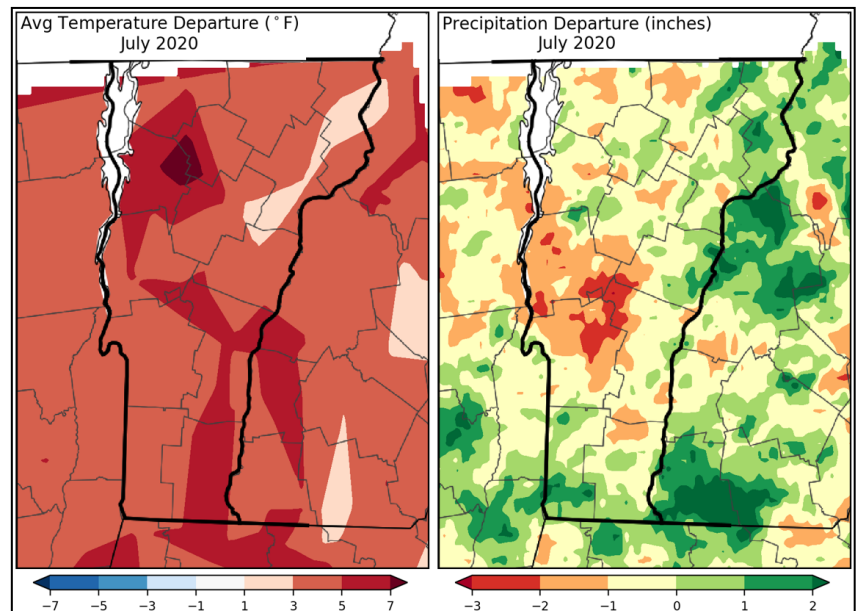 Avg Temperature Departure (°F)
July 2020
Precipitation Departure (inches)
July 2020
−7 −5 −3 −1 1 3 5 7
−3 −2 −1 0 1 2